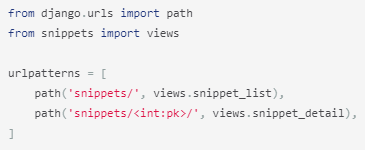 from django.urls import path
from snippets import views

urlpatterns = [
    path('snippets/', views.snippet_list),
    path('snippets/<int:pk>/', views.snippet_detail),
]